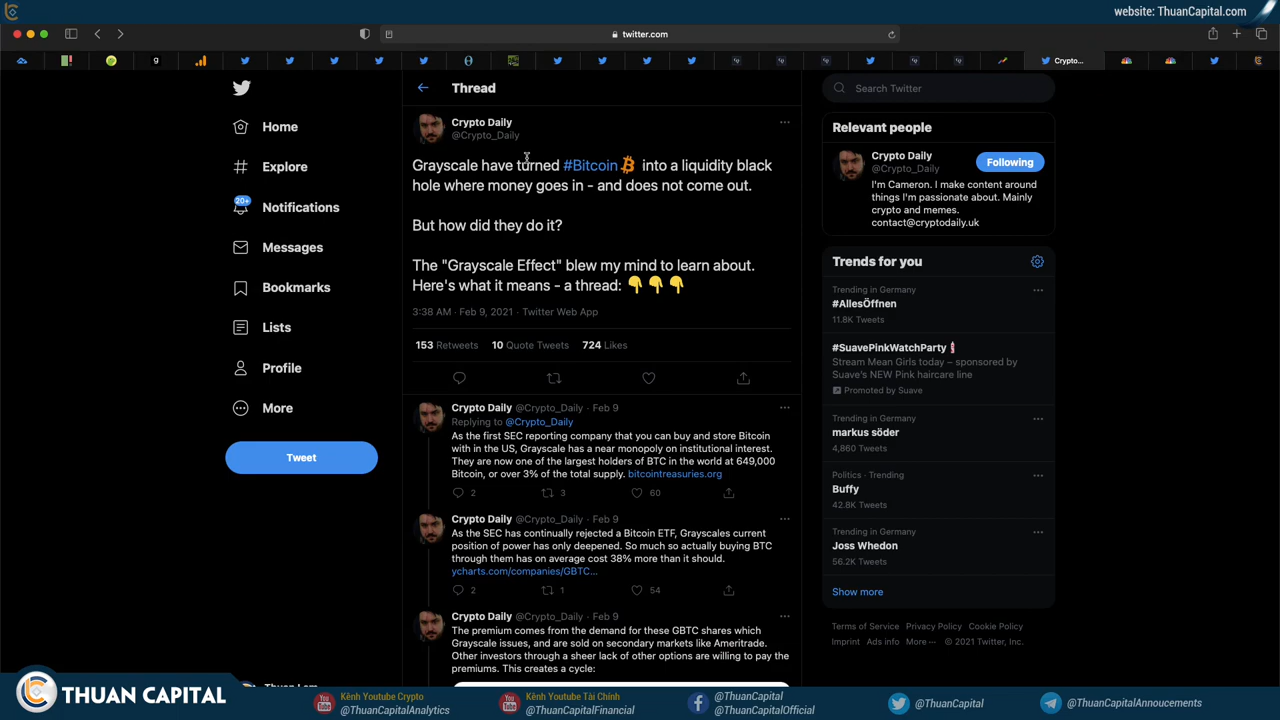 website: ThuanCapital.com
twitter.com
Crypto...
Thread
Crypto Daily
@Crypto_Daily
Grayscale have turned #Bitcoin into a liquidity black
hole where money goes in - and does not come out.
But how did they do it?
The "Grayscale Effect" blew my mind to learn about.
Here's what it means - a thread: 👇👇👇
3:38 AM · Feb 9, 2021 · Twitter Web App
153 Retweets 10 Quote Tweets 724 Likes
Crypto Daily @Crypto_Daily · Feb 9
Replying to @Crypto_Daily
As the first SEC reporting company that you can buy and store Bitcoin
with in the US, Grayscale has a near monopoly on institutional interest.
They are now one of the largest holders of BTC in the world at 649,000
Bitcoin, or over 3% of the total supply. bitcointreasuries.org
2 3 60
Crypto Daily @Crypto_Daily · Feb 9
As the SEC has continually rejected a Bitcoin ETF, Grayscales current
position of power has only deepened. So much so actually buying BTC
through them has on average cost 38% more than it should.
ycharts.com/companies/GBTC...
2 1 54
Crypto Daily @Crypto_Daily · Feb 9
The premium comes from the demand for these GBTC shares which
Grayscale issues, and are sold on secondary markets like Ameritrade.
Other investors through a sheer lack of other options are willing to pay the
premiums. This creates a cycle:
Home
Explore
20+
Notifications
Messages
Bookmarks
Lists
Profile
More
Tweet
Search Twitter
Relevant people
Crypto Daily
@Crypto_Daily
Following
I'm Cameron. I make content around
things I'm passionate about. Mainly
crypto and memes.
contact@cryptodaily.uk
Trends for you
Trending in Germany
#AllesÖffnen
11.8K Tweets
#SuavePinkWatchParty
Stream Mean Girls today – sponsored by
Suave's NEW Pink haircare line
Promoted by Suave
Trending in Germany
markus söder
4,860 Tweets
Politics · Trending
Buffy
42.8K Tweets
Trending in Germany
Joss Whedon
56.2K Tweets
Show more
Terms of Service Privacy Policy Cookie Policy
Imprint Ads info More ··· © 2021 Twitter, Inc.
THUAN CAPITAL
Kênh Youtube Crypto
@ThuanCapitalAnalytics
Kênh Youtube Tài Chính
@ThuanCapitalFinancial
@ThuanCapital
@ThuanCapitalOfficial
@ThuanCapital
@ThuanCapitalAnnoucements